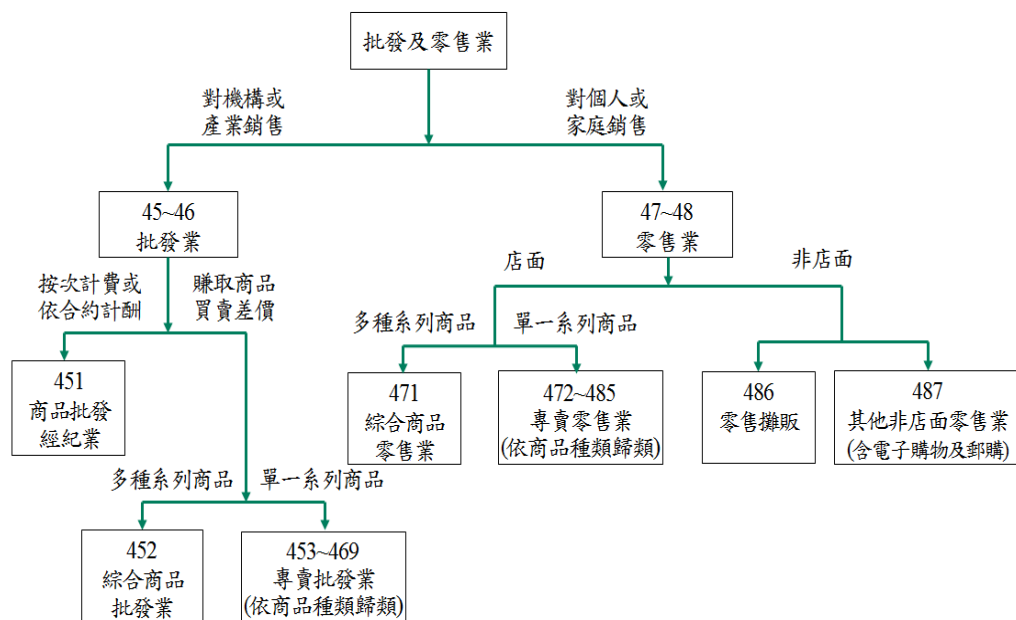 批發及零售業
對機構或
產業銷售
對個人或
家庭銷售
45~46
批發業
47~48
零售業
按次計費或
依合約計酬
賺取商品
買賣差價
店面
非店面
多種系列商品
單一系列商品
451
商品批發
經紀業
471
綜合商品
零售業
472~485
專賣零售業
(依商品種類歸類)
486
零售攤販
487
其他非店面零售業
(含電子購物及郵購)
多種系列商品
單一系列商品
452
綜合商品
批發業
453~469
專賣批發業
(依商品種類歸類)